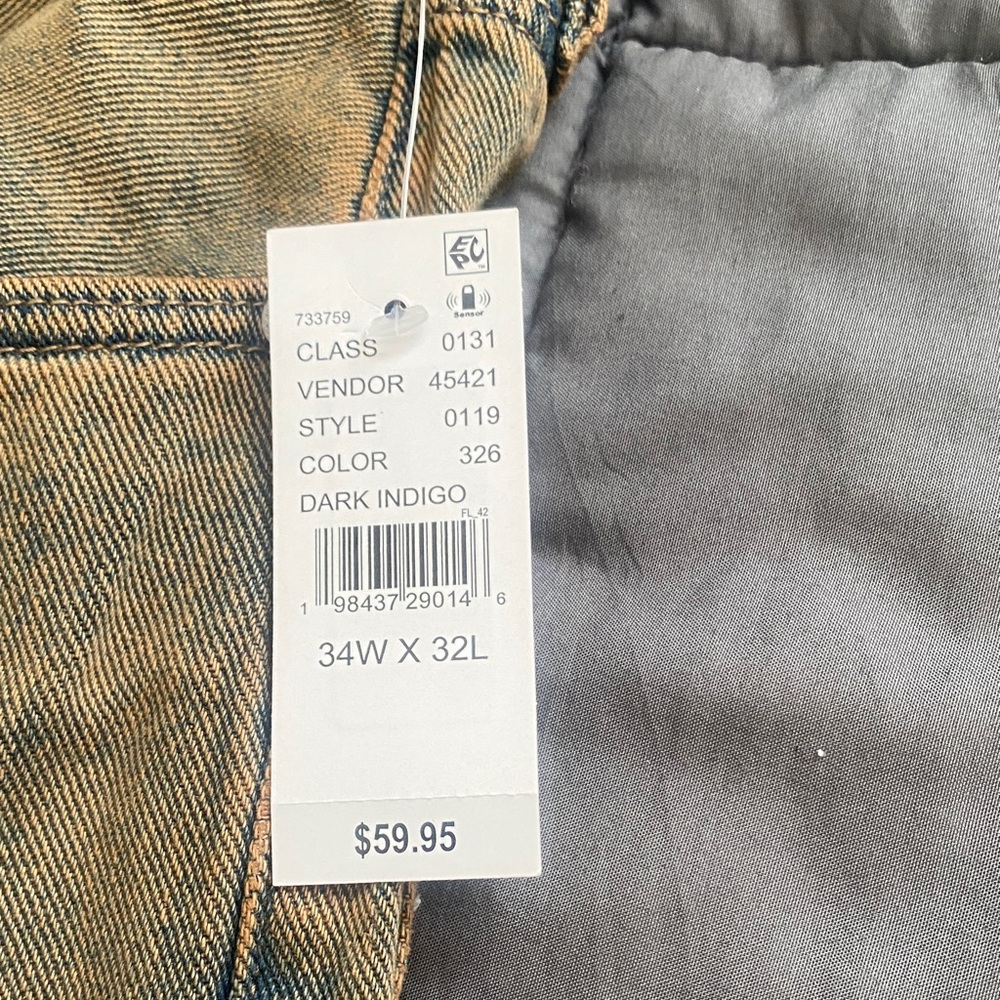 EPC™
Sensor
733759
CLASS 0131
VENDOR 45421
STYLE 0119
COLOR 326
DARK INDIGO
FL_42
1 98437 29014 6
34W X 32L
$59.95